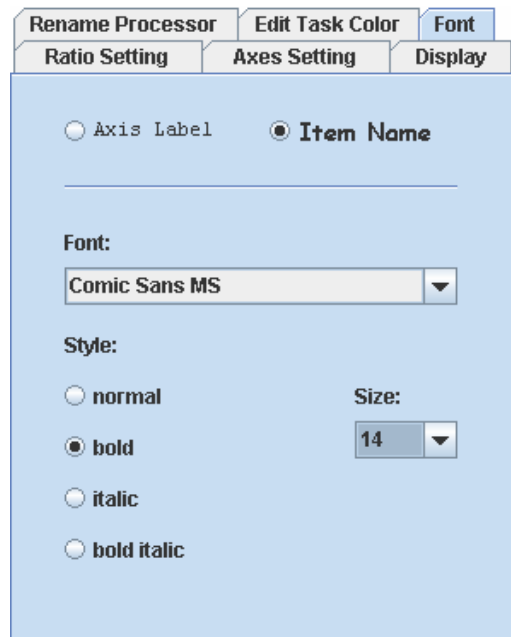 Rename Processor Edit Task Color Font
Ratio Setting Axes Setting Display
Axis Label Item Name
Font:
Comic Sans MS
Style:
normal Size:
bold 14
italic
bold italic